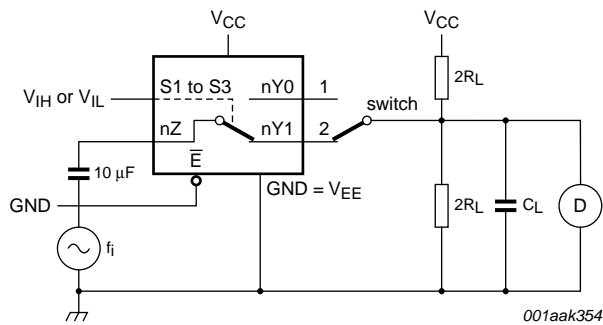 VCC
VCC
S1 to S3
nY0
1
2RL
VIH or VIL
switch
nZ
nY1
2
E
10 μF
GND = VEE
GND
2RL
CL
D
fi
001aak354